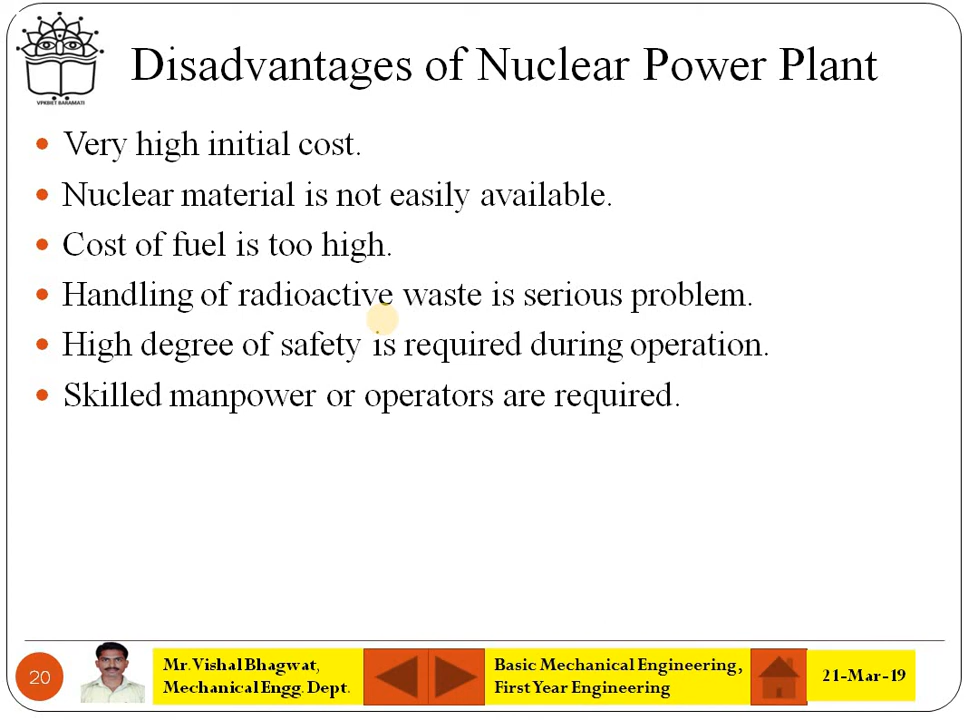 VPKBIET BARAMATI
Disadvantages of Nuclear Power Plant
• Very high initial cost.
• Nuclear material is not easily available.
• Cost of fuel is too high.
• Handling of radioactive waste is serious problem.
• High degree of safety is required during operation.
• Skilled manpower or operators are required.
20
Mr. Vishal Bhagwat,
Mechanical Engg. Dept.
Basic Mechanical Engineering,
First Year Engineering
21-Mar-19